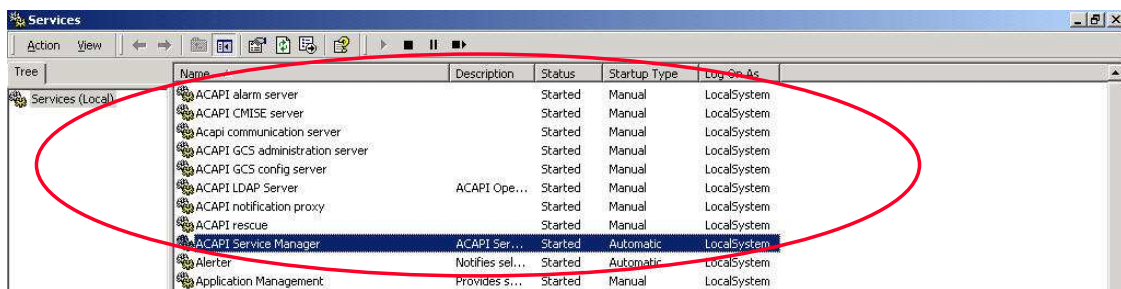 Services
Action View
Tree
Name Description Status Startup Type Log On As
Services (Local)
ACAPI alarm server Started Manual LocalSystem
ACAPI CMISE server Started Manual LocalSystem
Acapi communication server Started Manual LocalSystem
ACAPI GCS administration server Started Manual LocalSystem
ACAPI GCS config server Started Manual LocalSystem
ACAPI LDAP Server ACAPI Ope... Started Manual LocalSystem
ACAPI notification proxy Started Manual LocalSystem
ACAPI rescue Started Manual LocalSystem
ACAPI Service Manager ACAPI Ser... Started Automatic LocalSystem
Alerter Notifies sel... Started Automatic LocalSystem
Application Management Provides s... Started Manual LocalSystem